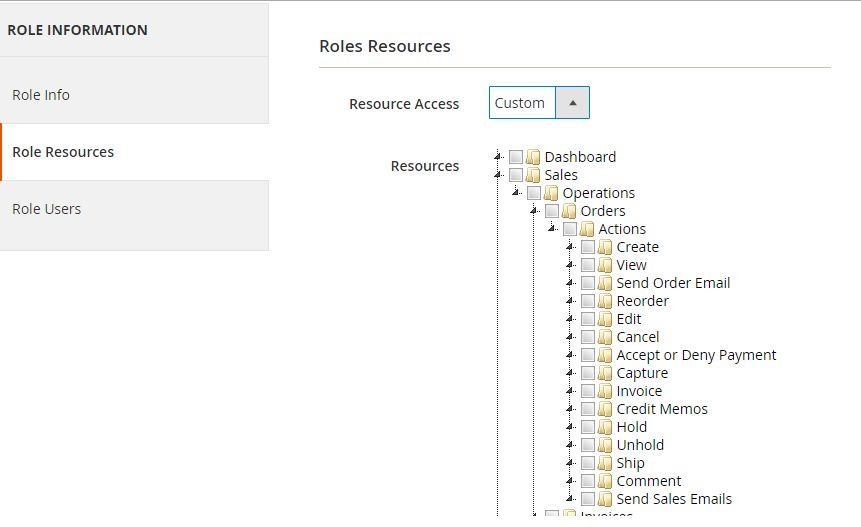 ROLE INFORMATION
Role Info
Role Resources
Role Users
Roles Resources
Resource Access
Custom
Resources
Dashboard
Sales
Operations
Orders
Actions
Create
View
Send Order Email
Reorder
Edit
Cancel
Accept or Deny Payment
Capture
Invoice
Credit Memos
Hold
Unhold
Ship
Comment
Send Sales Emails
Invoices